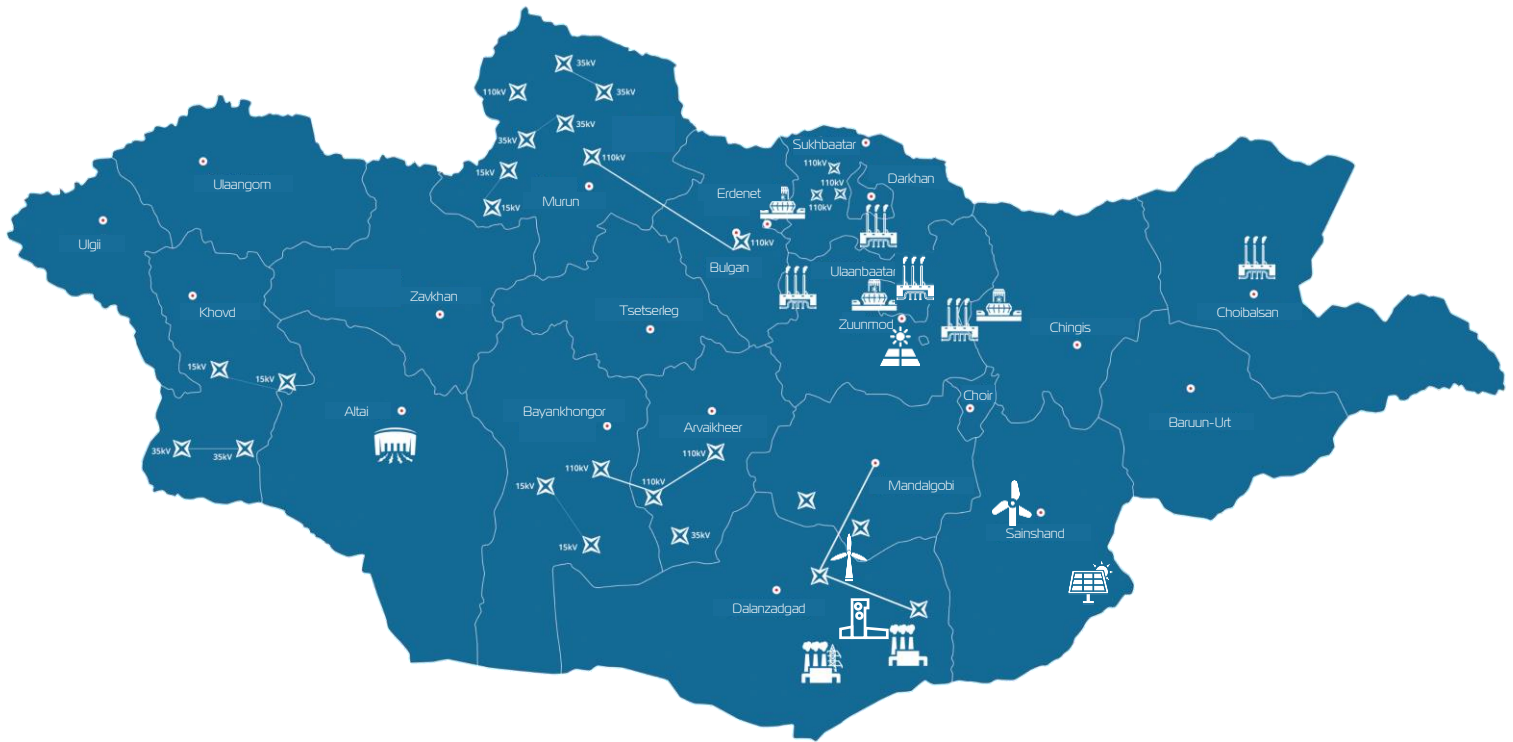 35kV
110kV
35kV
35kV
35kV
110kV
15kV
15kV
Murun
Sukhbaatar
110kV
110kV
110kV
Darkhan
Erdenet
110kV
Bulgan
Ulaangom
Ulgii
Khovd
Zavkhan
Tsetserleg
Ulaanbaatar
Zuunmod
Chingis
Choibalsan
15kV
15kV
Altai
Bayankhongor
Arvaikheer
Choir
Baruun-Urt
35kV
35kV
110kV
110kV
110kV
15kV
35kV
15kV
Mandalgobi
Sainshand
Dalanzadgad